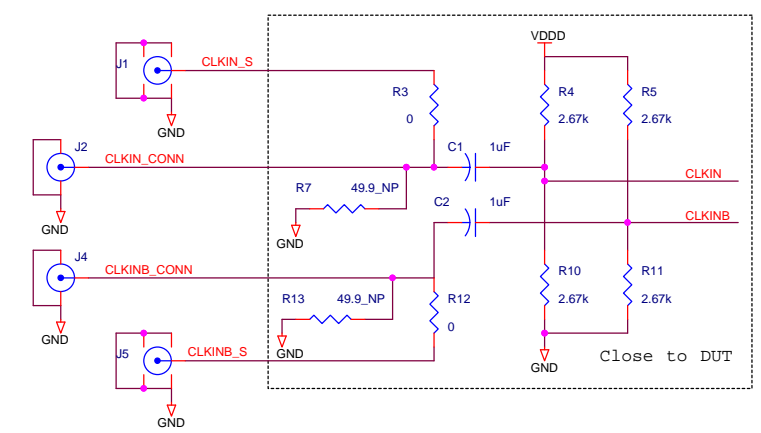 VDDD
J1
CLKIN_S
R3
0
R4
2.67k
R5
2.67k
GND
J2
CLKIN_CONN
C1
1uF
CLKIN
R7
49.9_NP
GND
C2
1uF
CLKINB
GND
J4
CLKINB_CONN
R13
49.9_NP
GND
R12
0
R10
2.67k
R11
2.67k
GND
J5
CLKINB_S
GND
Close to DUT
GND